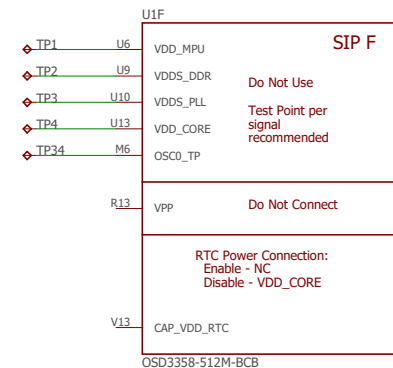 U1F
SIP F
TP1 U6 VDD_MPU
TP2 U9 VDDS_DDR
Do Not Use
TP3 U10 VDDS_PLL
Test Point per
signal
recommended
TP4 U13 VDD_CORE
TP34 M6 OSC0_TP
R13 VPP Do Not Connect
RTC Power Connection:
Enable - NC
Disable - VDD_CORE
V13 CAP_VDD_RTC
OSD3358-512M-BCB